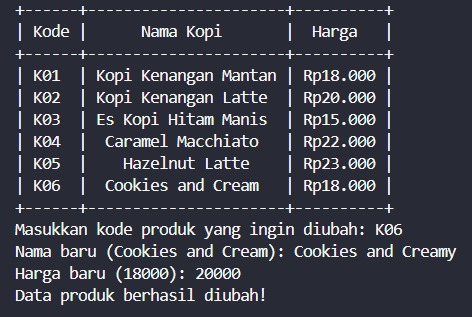 +------+----------------------+----------+
| Kode |      Nama Kopi       | Harga    |
+------+----------------------+----------+
| K01  | Kopi Kenangan Mantan | Rp18.000 |
| K02  | Kopi Kenangan Latte  | Rp20.000 |
| K03  | Es Kopi Hitam Manis  | Rp15.000 |
| K04  |  Caramel Macchiato   | Rp22.000 |
| K05  |    Hazelnut Latte    | Rp23.000 |
| K06  |  Cookies and Cream   | Rp18.000 |
+------+----------------------+----------+
Masukkan kode produk yang ingin diubah: K06
Nama baru (Cookies and Cream): Cookies and Creamy
Harga baru (18000): 20000
Data produk berhasil diubah!